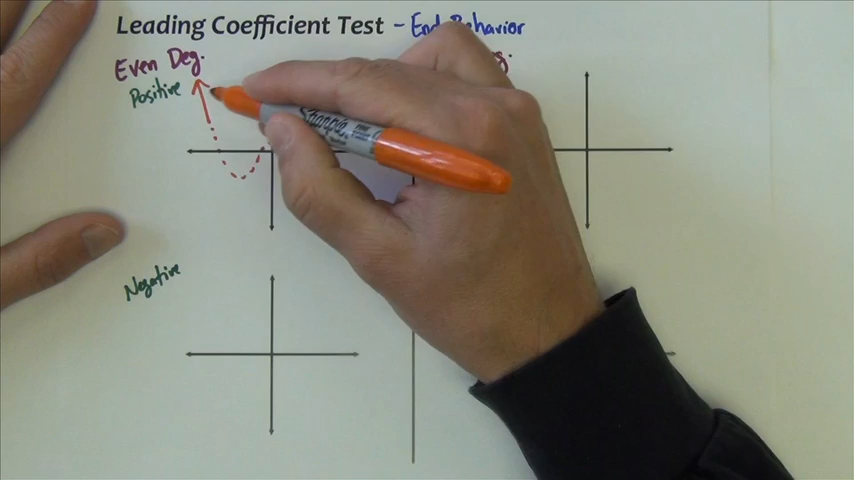 Leading Coefficient Test - End Behavior
Even Deg.
Positive
Sharpie
Negative